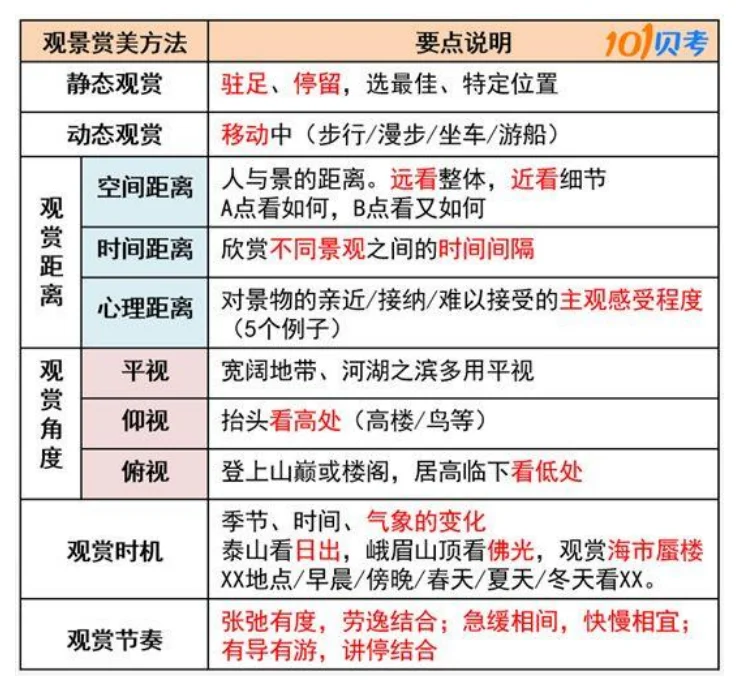 观景赏美方法
要点说明
101贝考
静态观赏
驻足、停留，选最佳、特定位置
动态观赏
移动中（步行/漫步/坐车/游船）
观赏距离
空间距离
人与景的距离。远看整体，近看细节
A点看如何，B点看又如何
时间距离
欣赏不同景观之间的时间间隔
心理距离
对景物的亲近/接纳/难以接受的主观感受程度
（5个例子）
观赏角度
平视
宽阔地带、河湖之滨多用平视
仰视
抬头看高处（高楼/鸟等）
俯视
登上山巅或楼阁，居高临下看低处
观赏时机
季节、时间、气象的变化
泰山看日出，峨眉山顶看佛光，观赏海市蜃楼
XX地点/早晨/傍晚/春天/夏天/冬天看XX。
观赏节奏
张弛有度，劳逸结合；急缓相间，快慢相宜；
有导有游，讲停结合